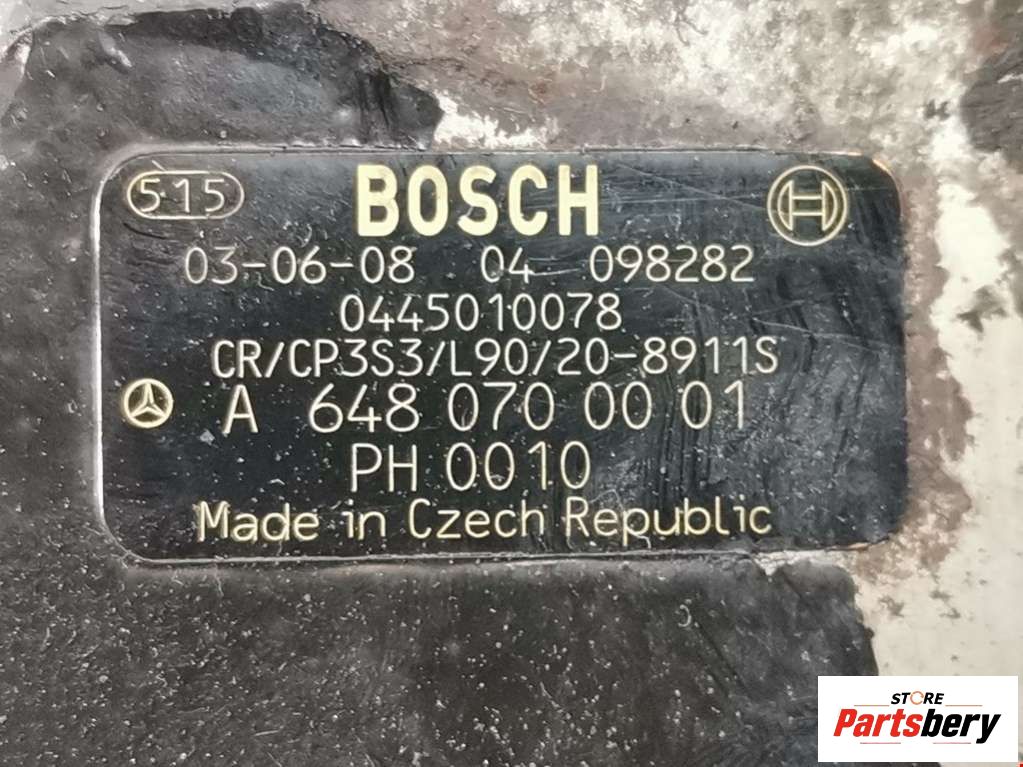 515 BOSCH
03-06-08 04 098282
0445010078
CR/CP3S3/L90/20-8911S
A 648 070 00 01
PH 0010
Made in Czech Republic
STORE
Partsbery